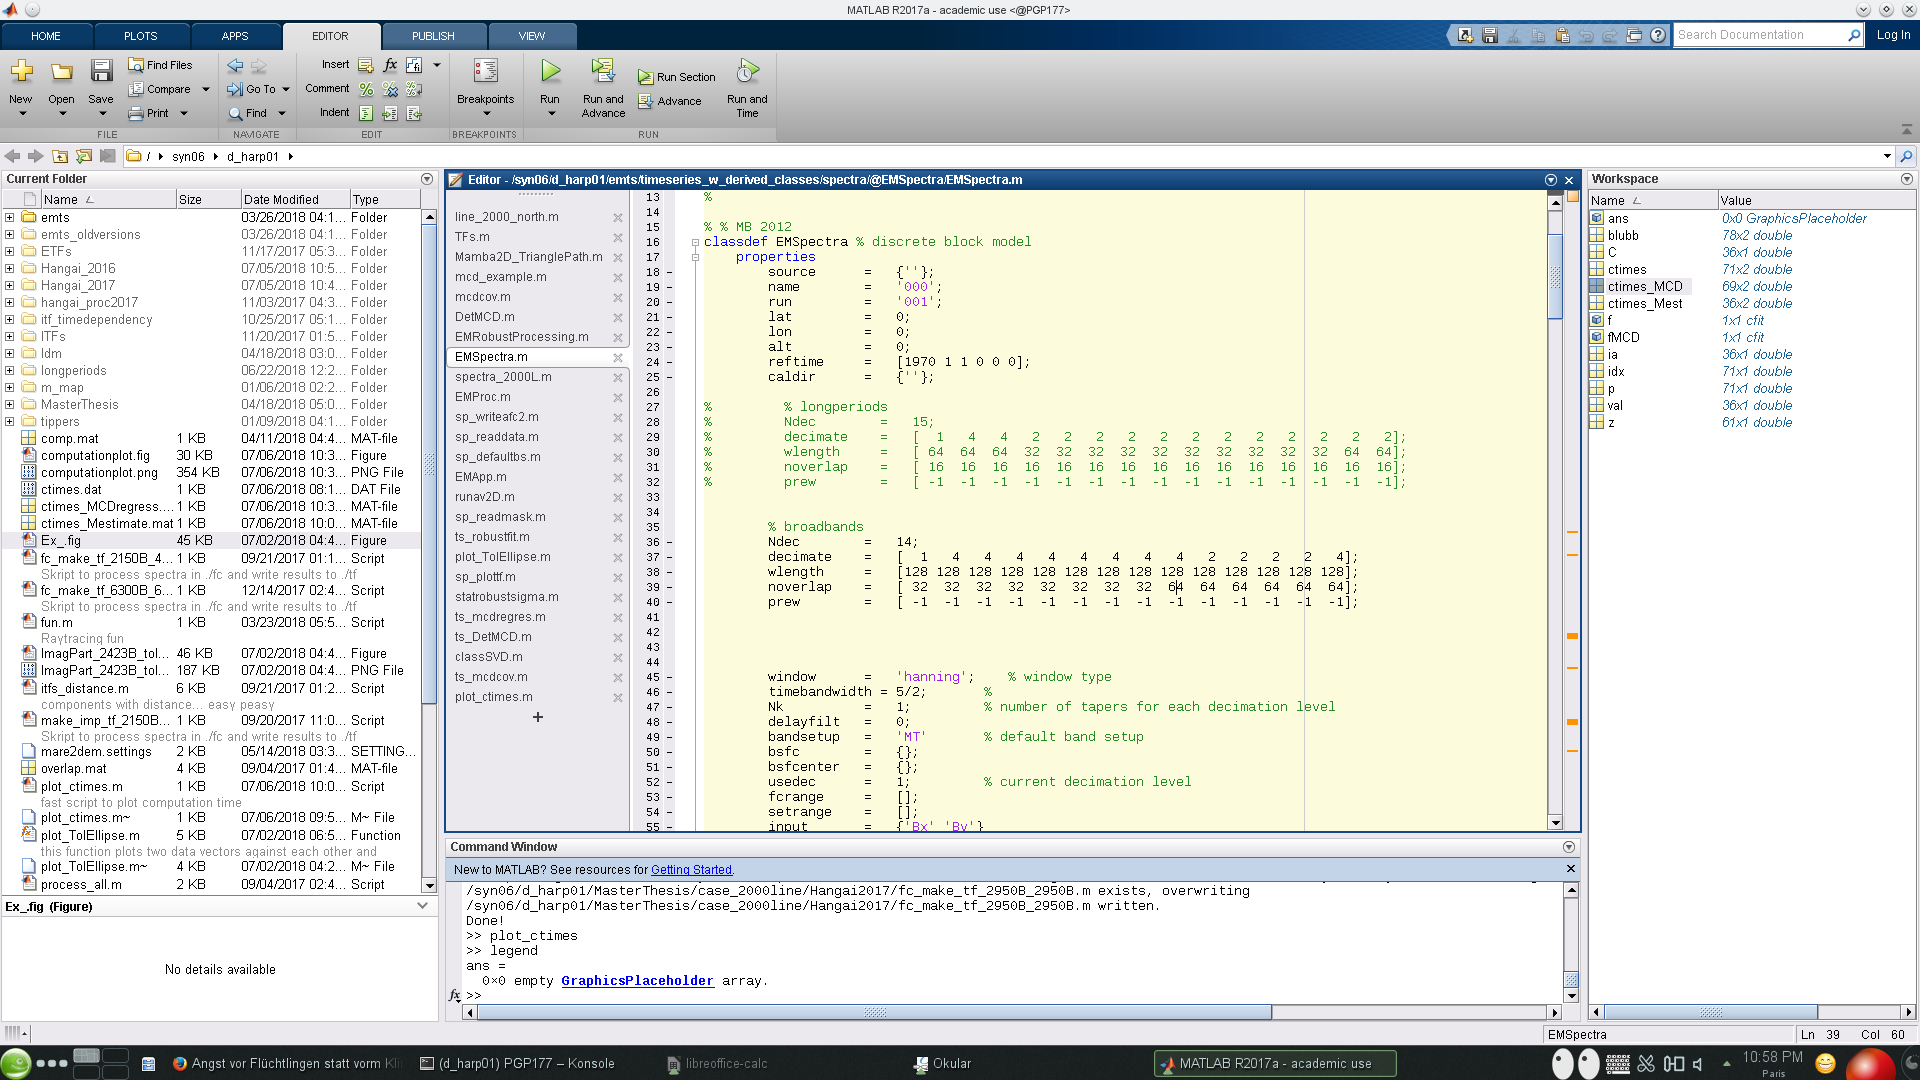 MATLAB R2017a - academic use <@PGP177>
HOME PLOTS APPS EDITOR PUBLISH VIEW
Search Documentation Log In
New Open Save Find Files Compare Print Go To Find Insert Comment Indent fx Breakpoints Run Run and Advance Run Section Advance Run and Time
FILE NAVIGATE EDIT BREAKPOINTS RUN
/ syn06 d_harp01
Current Folder
Name Size Date Modified Type
emts 03/26/2018 04:1... Folder
emts_oldversions 03/26/2018 04:1... Folder
ETFs 11/17/2017 05:3... Folder
Hangai_2016 07/05/2018 10:5... Folder
Hangai_2017 07/05/2018 10:4... Folder
hangai_proc2017 11/03/2017 04:3... Folder
itf_timedependency 10/25/2017 05:1... Folder
ITFs 11/20/2017 01:5... Folder
ldm 04/18/2018 03:0... Folder
longperiods 06/22/2018 12:2... Folder
m_map 01/06/2018 02:2... Folder
MasterThesis 04/18/2018 05:0... Folder
tippers 01/09/2018 04:1... Folder
comp.mat 1 KB 04/11/2018 04:4... MAT-file
computationplot.fig 30 KB 07/06/2018 10:3... Figure
computationplot.png 354 KB 07/06/2018 10:3... PNG File
ctimes.dat 1 KB 07/06/2018 08:1... DAT File
ctimes_MCDregress.... 1 KB 07/06/2018 10:3... MAT-file
ctimes_Mestimate.mat 1 KB 07/06/2018 10:0... MAT-file
Ex_.fig 45 KB 07/02/2018 04:4... Figure
fc_make_tf_2150B_4... 1 KB 09/21/2017 01:1... Script
Skript to process spectra in ./fc and write results to ./tf
fc_make_tf_6300B_6... 1 KB 12/14/2017 02:4... Script
Skript to process spectra in ./fc and write results to ./tf
fun.m 1 KB 03/23/2018 05:5... Script
Raytracing fun
ImagPart_2423B_tol... 46 KB 07/02/2018 04:4... Figure
ImagPart_2423B_tol... 187 KB 07/02/2018 04:4... PNG File
itfs_distance.m 6 KB 09/21/2017 01:2... Script
components with distance... easy peasy
make_imp_tf_2150B... 1 KB 09/20/2017 11:0... Script
Skript to process spectra in ./fc and write results to ./tf
mare2dem.settings 2 KB 05/14/2018 03:3... SETTING...
overlap.mat 4 KB 09/04/2017 01:4... MAT-file
plot_ctimes.m 1 KB 07/06/2018 10:0... Script
fast script to plot computation time
plot_ctimes.m~ 1 KB 07/06/2018 09:5... M~ File
plot_TolEllipse.m 5 KB 07/02/2018 06:5... Function
this function plots two data vectors against each other and
plot_TolEllipse.m~ 4 KB 07/02/2018 04:2... M~ File
process_all.m 2 KB 09/04/2017 02:4... Script
Ex_.fig (Figure)
No details available
Editor - /syn06/d_harp01/emts/timeseries_w_derived_classes/spectra/@EMSpectra/EMSpectra.m
line_2000_north.m
TFs.m
Mamba2D_TrianglePath.m
mcd_example.m
mcdcov.m
DetMCD.m
EMRobustProcessing.m
EMSpectra.m
spectra_2000L.m
EMProc.m
sp_writeafc2.m
sp_readdata.m
sp_defaultbs.m
EMApp.m
runav2D.m
sp_readmask.m
ts_robustfit.m
plot_TolEllipse.m
sp_plottf.m
statrobustsigma.m
ts_mcdregres.m
ts_DetMCD.m
classSVD.m
ts_mcdcov.m
plot_ctimes.m
13 %
14
15 % % MB 2012
16 classdef EMSpectra % discrete block model
17 properties
18 - source = {''};
19 - name = '000';
20 - run = '001';
21 - lat = 0;
22 - lon = 0;
23 - alt = 0;
24 - reftime = [1970 1 1 0 0 0];
25 - caldir = {''};
26
27 % % longperiods
28 % Ndec = 15;
29 % decimate = [ 1 4 4 2 2 2 2 2 2 2 2 2 2 2 2];
30 % wlength = [ 64 64 64 32 32 32 32 32 32 32 32 32 32 64 64];
31 % noverlap = [ 16 16 16 16 16 16 16 16 16 16 16 16 16 16 16];
32 % prew = [ -1 -1 -1 -1 -1 -1 -1 -1 -1 -1 -1 -1 -1 -1 -1];
33
34
35 % broadbands
36 - Ndec = 14;
37 - decimate = [ 1 4 4 4 4 4 4 4 4 2 2 2 2 4];
38 - wlength = [128 128 128 128 128 128 128 128 128 128 128 128 128 128];
39 - noverlap = [ 32 32 32 32 32 32 32 32 64 64 64 64 64 64];
40 - prew = [ -1 -1 -1 -1 -1 -1 -1 -1 -1 -1 -1 -1 -1 -1];
41
42
43
44
45 - window = 'hanning'; % window type
46 - timebandwidth = 5/2; %
47 - Nk = 1; % number of tapers for each decimation level
48 - delayfilt = 0;
49 - bandsetup = 'MT' % default band setup
50 - bsfc = {};
51 - bsfcenter = {};
52 - usedec = 1; % current decimation level
53 - fcrange = [];
54 - setrange = [];
55 - input = {'Bx' 'By'}
Command Window
New to MATLAB? See resources for Getting Started.
/syn06/d_harp01/MasterThesis/case_2000line/Hangai2017/fc_make_tf_2950B_2950B.m exists, overwriting
/syn06/d_harp01/MasterThesis/case_2000line/Hangai2017/fc_make_tf_2950B_2950B.m written.
Done!
>> plot_ctimes
>> legend
ans =
0×0 empty GraphicsPlaceholder array.
fx >>
Workspace
Name Value
ans 0x0 GraphicsPlaceholder
blubb 78x2 double
C 36x1 double
ctimes 71x2 double
ctimes_MCD 69x2 double
ctimes_Mest 36x2 double
f 1x1 cfit
fMCD 1x1 cfit
ia 36x1 double
idx 71x1 double
p 71x1 double
val 36x1 double
z 61x1 double
EMSpectra Ln 39 Col 60
Angst vor Flüchtlingen statt vorm Kli
(d_harp01) PGP177 – Konsole
libreoffice-calc
Okular
MATLAB R2017a - academic use
10:58 PM
Paris